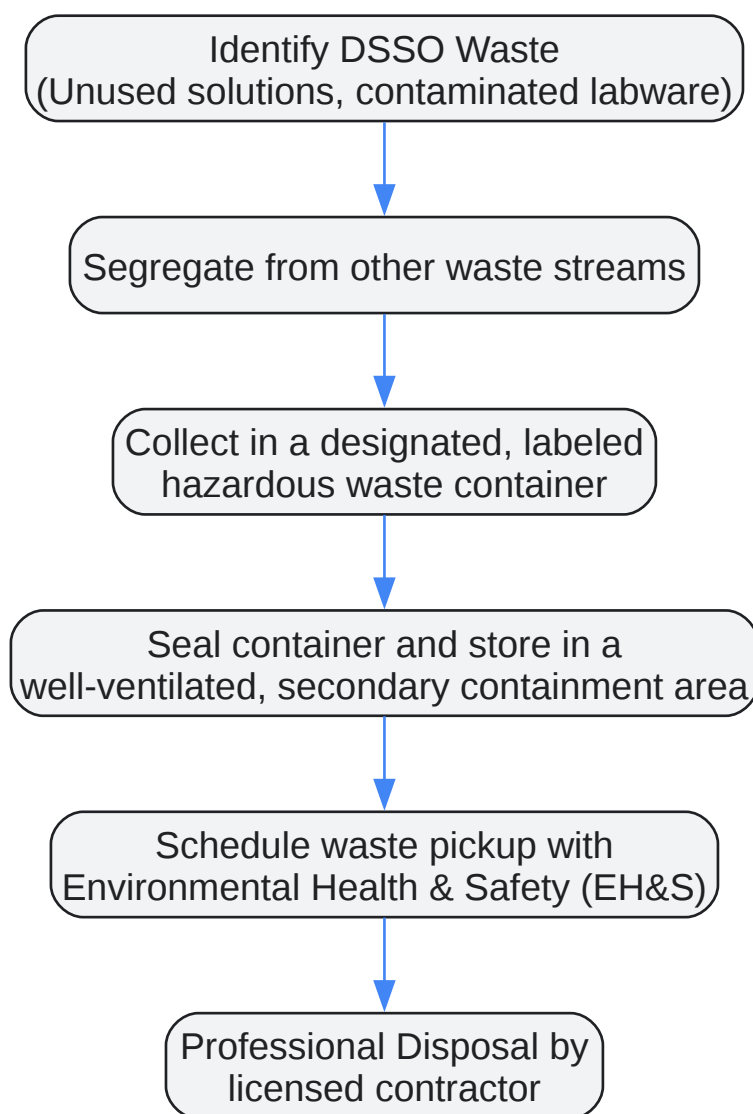 Identify DSSO Waste
(Unused solutions, contaminated labware)
Segregate from other waste streams
Collect in a designated, labeled
hazardous waste container
Seal container and store in a
well-ventilated, secondary containment area
Schedule waste pickup with
Environmental Health & Safety (EH&S)
Professional Disposal by
licensed contractor